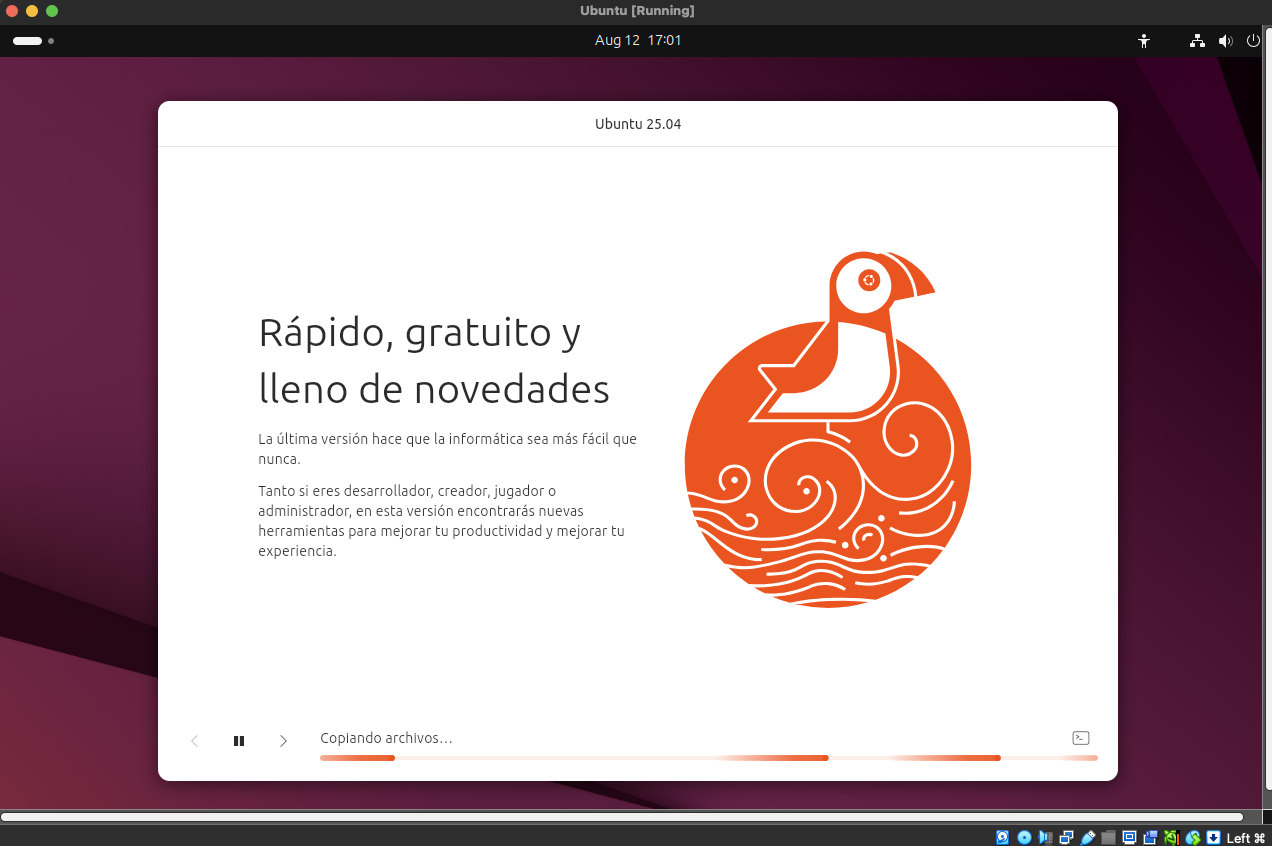 Ubuntu [Running]
Aug 12 17:01
Ubuntu 25.04
Rápido, gratuito y
lleno de novedades
La última versión hace que la informática sea más fácil que
nunca.
Tanto si eres desarrollador, creador, jugador o
administrador, en esta versión encontrarás nuevas
herramientas para mejorar tu productividad y mejorar tu
experiencia.
Copiando archivos…
Left ⌘